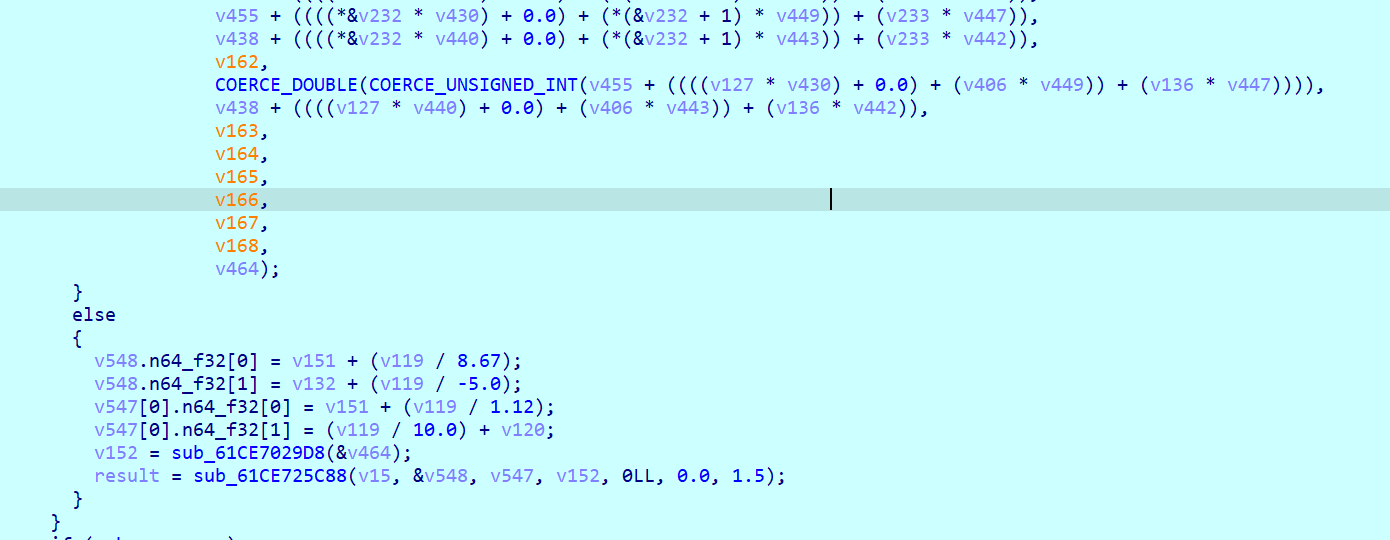 v455 + ((((*&v232 * v430) + 0.0) + (*(&v232 + 1) * v449)) + (v233 * v447)),
v438 + ((((*&v232 * v440) + 0.0) + (*(&v232 + 1) * v443)) + (v233 * v442)),
v162,
COERCE_DOUBLE(COERCE_UNSIGNED_INT(v455 + ((((v127 * v430) + 0.0) + (v406 * v449)) + (v136 * v447)))),
v438 + ((((v127 * v440) + 0.0) + (v406 * v443)) + (v136 * v442)),
v163,
v164,
v165,
v166,
v167,
v168,
v464);
}
else
{
v548.n64_f32[0] = v151 + (v119 / 8.67);
v548.n64_f32[1] = v132 + (v119 / -5.0);
v547[0].n64_f32[0] = v151 + (v119 / 1.12);
v547[0].n64_f32[1] = (v119 / 10.0) + v120;
v152 = sub_61CE7029D8(&v464);
result = sub_61CE725C88(v15, &v548, v547, v152, 0LL, 0.0, 1.5);
}
}